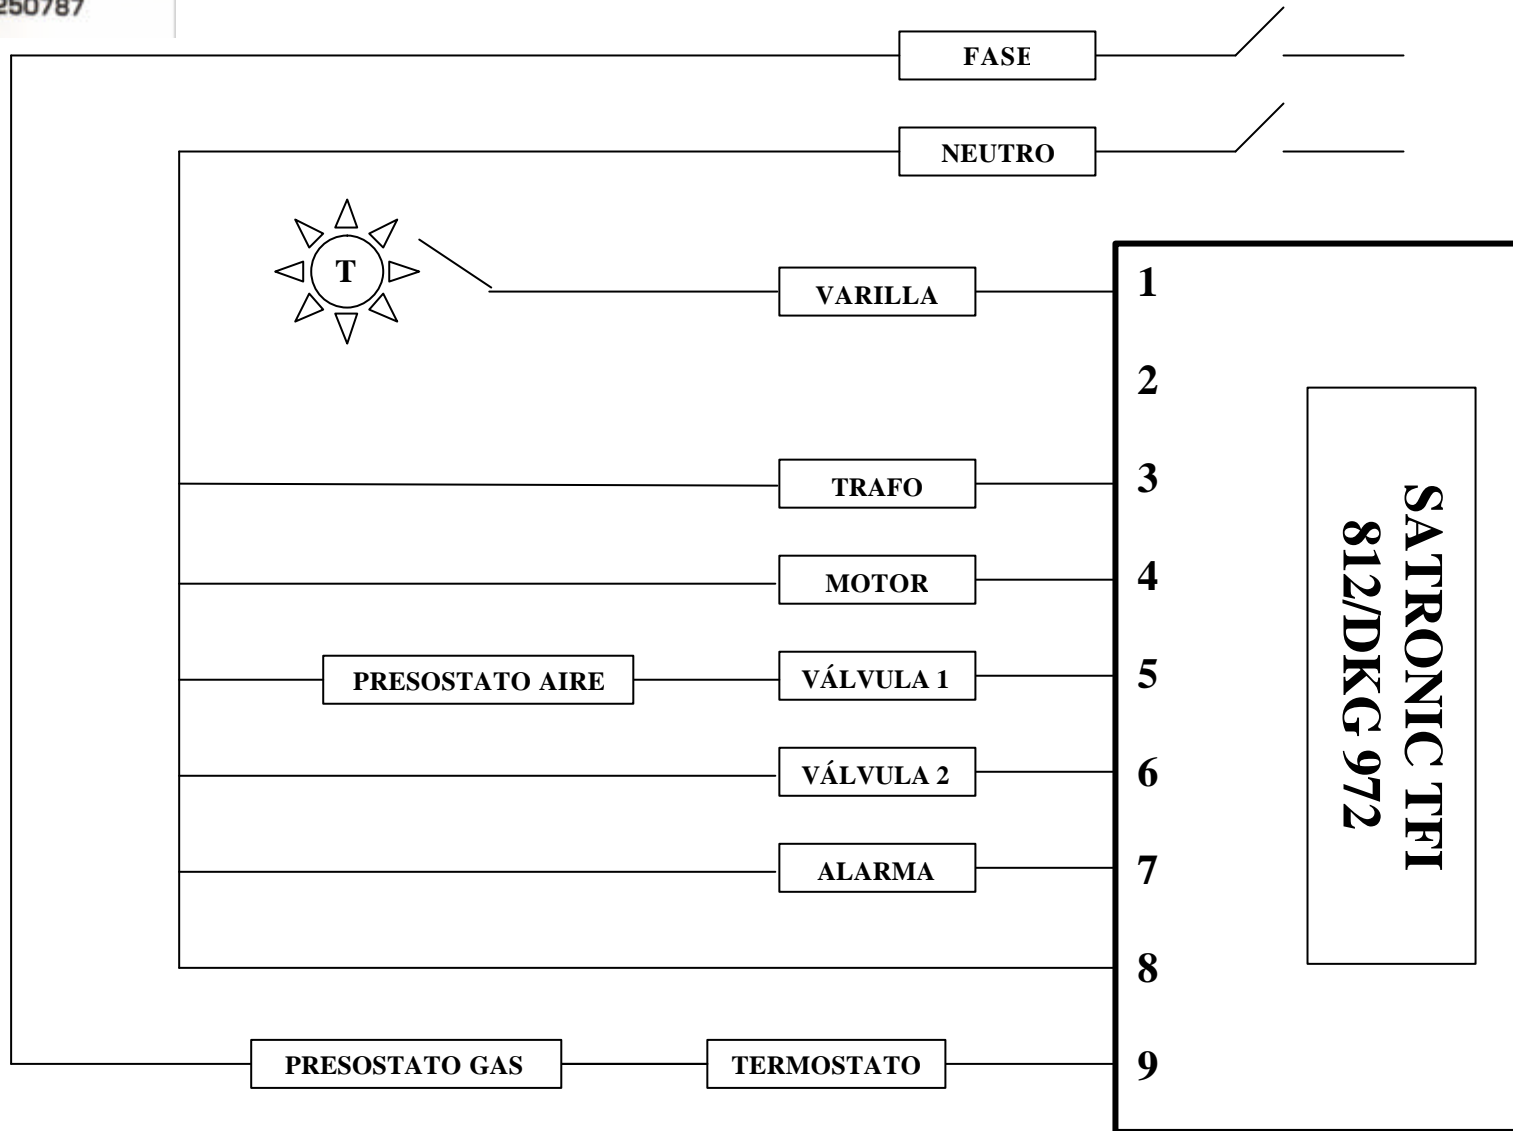 250787
FASE
NEUTRO
T
VARILLA
1
2
TRAFO
3
MOTOR
4
PRESOSTATO AIRE
VÁLVULA 1
5
VÁLVULA 2
6
ALARMA
7
8
PRESOSTATO GAS
TERMOSTATO
9
SATRONIC TFI
812/DKG 972